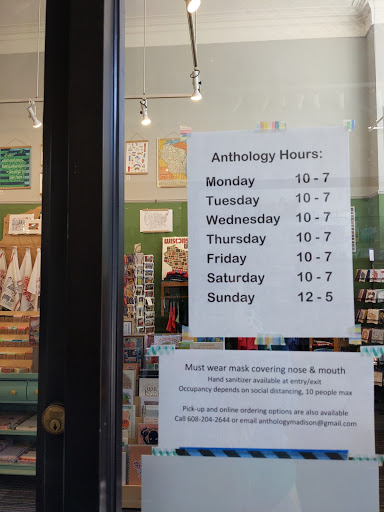 Anthology Hours:
Monday 10 - 7
Tuesday 10 - 7
Wednesday 10 - 7
Thursday 10 - 7
Friday 10 - 7
Saturday 10 - 7
Sunday 12 - 5
Must wear mask covering nose & mouth
Hand sanitizer available at entry/exit
Occupancy depends on social distancing, 10 people max
Pick-up and online ordering options are also available
Call 608-204-2644 or email anthologymadison@gmail.com